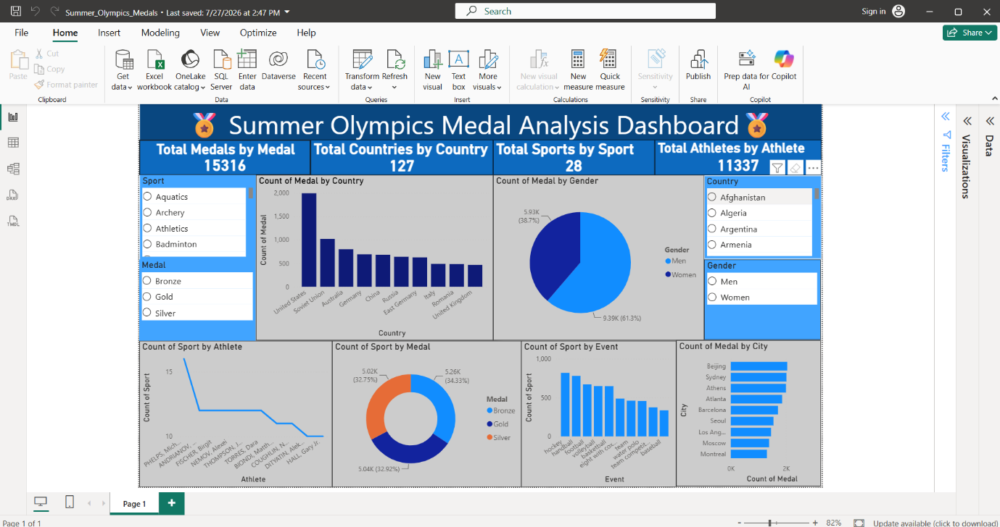 Summer_Olympics_Medals • Last saved: 7/27/2026 at 2:47 PM
Search
Sign in
File Home Insert Modeling View Optimize Help
Share
Paste
Cut
Copy
Format painter
Clipboard
Get data
Excel workbook
OneLake catalog
SQL Server
Enter data
Dataverse
Recent sources
Data
Transform data
Refresh
Queries
New visual
Text box
More visuals
Insert
New visual calculation
New measure
Quick measure
Calculations
Sensitivity
Sensitivity
Publish
Share
Prep data for AI
Copilot
Copilot
DAX
TMDL
Summer Olympics Medal Analysis Dashboard
Total Medals by Medal
15316
Total Countries by Country
127
Total Sports by Sport
28
Total Athletes by Athlete
11337
Sport
Aquatics
Archery
Athletics
Badminton
Medal
Bronze
Gold
Silver
Count of Medal by Country
Count of Medal
2,000
1,500
1,000
500
0
United States
Soviet Union
Australia
Germany
China
Russia
East Germany
Italy
Romania
United Kingdom
Country
Count of Medal by Gender
5.93K
(38.7%)
9.39K (61.3%)
Gender
Men
Women
Country
Afghanistan
Algeria
Argentina
Armenia
Gender
Men
Women
Count of Sport by Athlete
Count of Sport
15
10
PHELPS, Mich...
ANDRIANOV, ...
FISCHER, Birgit
NEMOV, Alexei
THOMPSON, J...
TORRES, Dara
BIONDI, Matth...
COUGHLIN, N...
DITYATIN, Alek...
HALL, Gary Jr.
Athlete
Count of Sport by Medal
5.02K
(32.75%)
5.26K
(34.33%)
5.04K (32.92%)
Medal
Bronze
Gold
Silver
Count of Sport by Event
Count of Sport
1,000
500
0
hockey
handball
football
volleyball
basketball
eight with cox...
team
water polo
team competit...
baseball
Event
Count of Medal by City
City
Beijing
Sydney
Athens
Atlanta
Barcelona
Seoul
Los Ang...
Moscow
Montreal
0K
2K
Count of Medal
Filters
Visualizations
Data
Page 1
Page 1 of 1
82%
Update available (click to download)